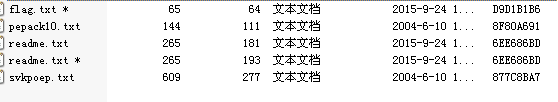 flag.txt * 65 64 文本文档 2015-9-24 1... D9D1B1B6
pepack10.txt 144 111 文本文档 2004-6-10 1... 8F80A691
readme.txt 265 181 文本文档 2015-9-24 1... 6EE686BD
readme.txt * 265 193 文本文档 2015-9-24 1... 6EE686BD
svkpoep.txt 609 277 文本文档 2004-6-10 1... 877C8BA7